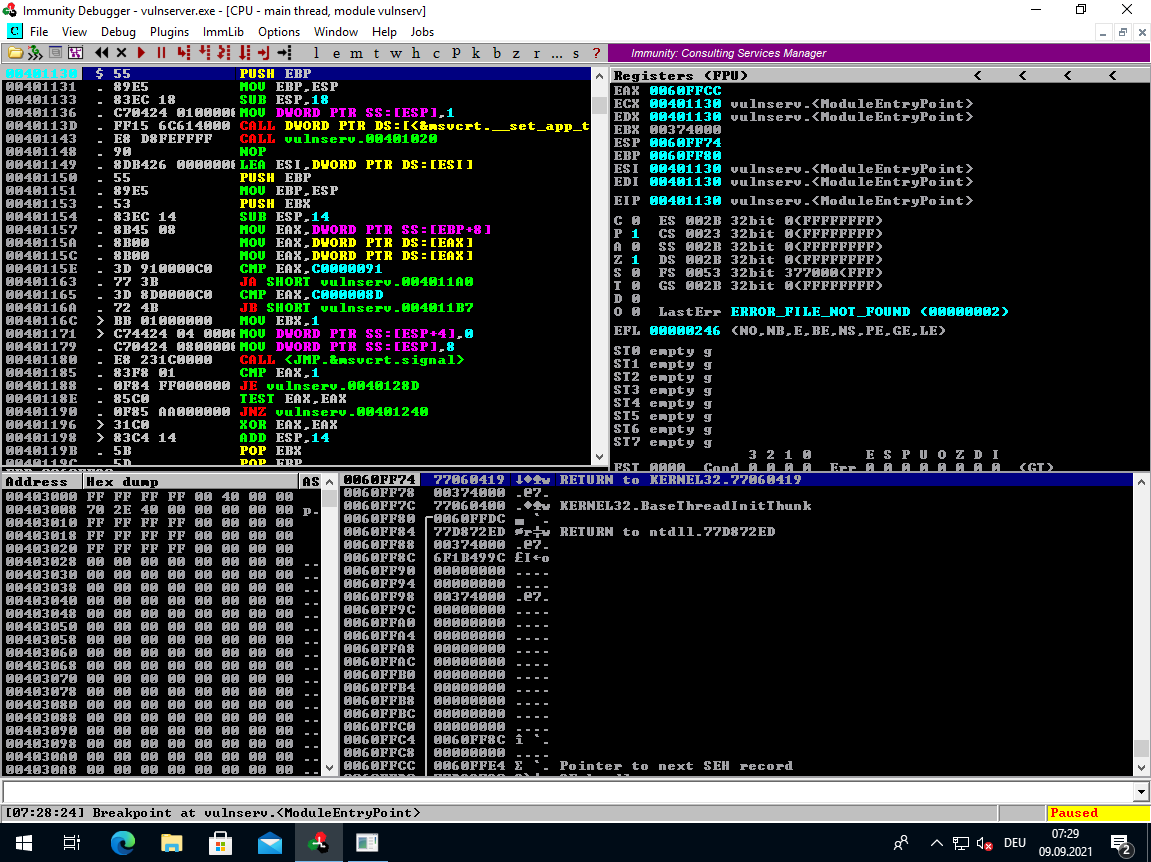 Immunity Debugger - vulnserver.exe - [CPU - main thread, module vulnserv]
C File View Debug Plugins ImmLib Options Window Help Jobs
l e m t w h c P k b z r ... s ? Immunity: Consulting Services Manager
00401130 $ 55 PUSH EBP
00401131 . 89E5 MOV EBP,ESP
00401133 . 83EC 18 SUB ESP,18
00401136 . C70424 0100000 MOV DWORD PTR SS:[ESP],1
0040113D . FF15 6C614000 CALL DWORD PTR DS:[<&msvcrt.__set_app_t
00401143 . E8 D8FEFFFF CALL vulnserv.00401020
00401148 . 90 NOP
00401149 . 8DB426 0000000 LEA ESI,DWORD PTR DS:[ESI]
00401150 . 55 PUSH EBP
00401151 . 89E5 MOV EBP,ESP
00401153 . 53 PUSH EBX
00401154 . 83EC 14 SUB ESP,14
00401157 . 8B45 08 MOV EAX,DWORD PTR SS:[EBP+8]
0040115A . 8B00 MOV EAX,DWORD PTR DS:[EAX]
0040115C . 8B00 MOV EAX,DWORD PTR DS:[EAX]
0040115E . 3D 910000C0 CMP EAX,C0000091
00401163 . 77 3B JA SHORT vulnserv.004011A0
00401165 . 3D 8D0000C0 CMP EAX,C000008D
0040116A . 72 4B JB SHORT vulnserv.004011B7
0040116C > BB 01000000 MOV EBX,1
00401171 > C74424 04 0000 MOV DWORD PTR SS:[ESP+4],0
00401179 . C70424 0800000 MOV DWORD PTR SS:[ESP],8
00401180 . E8 231C0000 CALL <JMP.&msvcrt.signal>
00401185 . 83F8 01 CMP EAX,1
00401188 . 0F84 FF000000 JE vulnserv.0040128D
0040118E . 85C0 TEST EAX,EAX
00401190 . 0F85 AA000000 JNZ vulnserv.00401240
00401196 > 31C0 XOR EAX,EAX
00401198 > 83C4 14 ADD ESP,14
0040119B . 5B POP EBX
0040119C . 5D POP EBP
Registers (FPU) < < < <
EAX 0060FFCC
ECX 00401130 vulnserv.<ModuleEntryPoint>
EDX 00401130 vulnserv.<ModuleEntryPoint>
EBX 00374000
ESP 0060FF74
EBP 0060FF80
ESI 00401130 vulnserv.<ModuleEntryPoint>
EDI 00401130 vulnserv.<ModuleEntryPoint>
EIP 00401130 vulnserv.<ModuleEntryPoint>
C 0 ES 002B 32bit 0(FFFFFFFF)
P 1 CS 0023 32bit 0(FFFFFFFF)
A 0 SS 002B 32bit 0(FFFFFFFF)
Z 1 DS 002B 32bit 0(FFFFFFFF)
S 0 FS 0053 32bit 377000(FFF)
T 0 GS 002B 32bit 0(FFFFFFFF)
D 0
O 0 LastErr ERROR_FILE_NOT_FOUND (00000002)
EFL 00000246 (NO,NB,E,BE,NS,PE,GE,LE)
ST0 empty g
ST1 empty g
ST2 empty g
ST3 empty g
ST4 empty g
ST5 empty g
ST6 empty g
ST7 empty g
3 2 1 0 E S P U O Z D I
FST 0000 Cond 0 0 0 0 Err 0 0 0 0 0 0 0 0 (GT)
Address Hex dump AS
00403000 FF FF FF FF 00 40 00 00
00403008 70 2E 40 00 00 00 00 00 p.
00403010 FF FF FF FF 00 00 00 00
00403018 FF FF FF FF 00 00 00 00
00403020 FF FF FF FF 00 00 00 00
00403028 00 00 00 00 00 00 00 00 ..
00403030 00 00 00 00 00 00 00 00 ..
00403038 00 00 00 00 00 00 00 00 ..
00403040 00 00 00 00 00 00 00 00 ..
00403048 00 00 00 00 00 00 00 00 ..
00403050 00 00 00 00 00 00 00 00 ..
00403058 00 00 00 00 00 00 00 00 ..
00403060 00 00 00 00 00 00 00 00 ..
00403068 00 00 00 00 00 00 00 00 ..
00403070 00 00 00 00 00 00 00 00 ..
00403078 00 00 00 00 00 00 00 00 ..
00403080 00 00 00 00 00 00 00 00 ..
00403088 00 00 00 00 00 00 00 00 ..
00403090 00 00 00 00 00 00 00 00 ..
00403098 00 00 00 00 00 00 00 00 ..
004030A0 00 00 00 00 00 00 00 00 ..
004030A8 00 00 00 00 00 00 00 00 ..
0060FF74 77060419 ↓♦♠w RETURN to KERNEL32.77060419
0060FF78 00374000 .@7.
0060FF7C 77060400 .♦♠w KERNEL32.BaseThreadInitThunk
0060FF80 0060FFDC ▄ `.
0060FF84 77D872ED RETURN to ntdll.77D872ED
0060FF88 00374000 .@7.
0060FF8C 6F1B499C £I←o
0060FF90 00000000 ....
0060FF94 00000000 ....
0060FF98 00374000 .@7.
0060FF9C 00000000 ....
0060FFA0 00000000 ....
0060FFA4 00000000 ....
0060FFA8 00000000 ....
0060FFAC 00000000 ....
0060FFB0 00000000 ....
0060FFB4 00000000 ....
0060FFB8 00000000 ....
0060FFBC 00000000 ....
0060FFC0 00000000 ....
0060FFC4 0060FF8C î `.
0060FFC8 00000000 ....
0060FFCC 0060FFE4 Σ `. Pointer to next SEH record
[07:28:24] Breakpoint at vulnserv.<ModuleEntryPoint>
Paused
DEU
07:29
09.09.2021
2